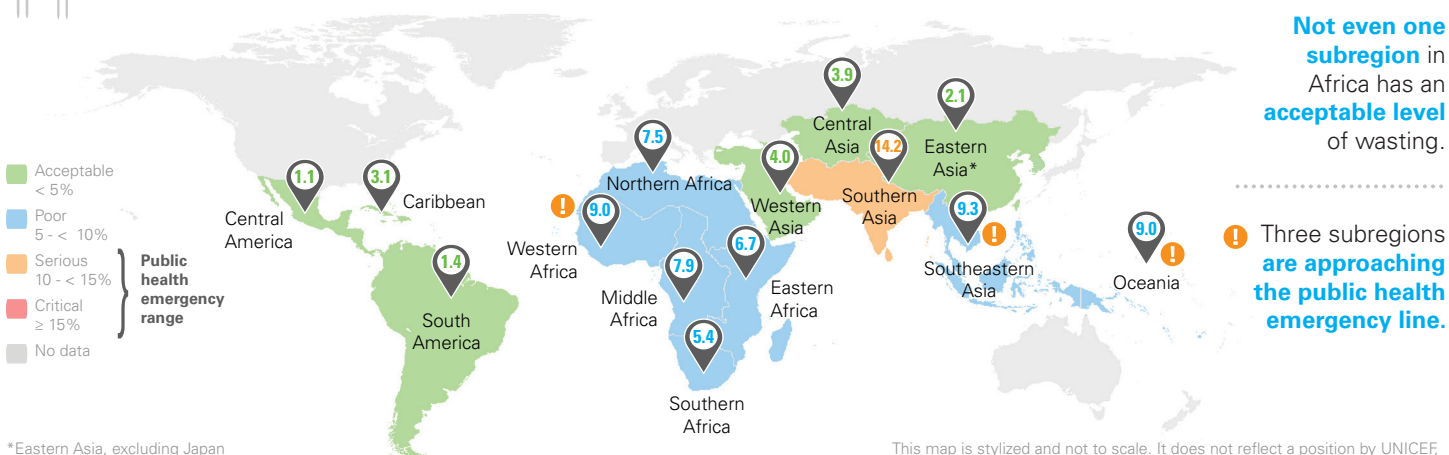 Not even one
subregion in
Africa has an
acceptable level
of wasting.
! Three subregions
are approaching
the public health
emergency line.
Acceptable
< 5%
Poor
5 - < 10%
Serious
10 - < 15%
Critical
≥ 15%
No data
Public
health
emergency
range
1.1
Central
America
3.1
Caribbean
1.4
South
America
7.5
Northern Africa
! 9.0
Western
Africa
7.9
Middle
Africa
6.7
Eastern
Africa
5.4
Southern
Africa
4.0
Western
Asia
3.9
Central
Asia
14.2
Southern
Asia
2.1
Eastern
Asia*
9.3 !
Southeastern
Asia
9.0 !
Oceania
*Eastern Asia, excluding Japan
This map is stylized and not to scale. It does not reflect a position by UNICEF,